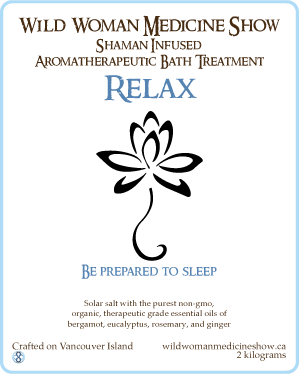 Wild Woman Medicine Show
Shaman Infused
Aromatherapeutic Bath Treatment
Relax
Be prepared to sleep
Solar salt with the purest non-gmo,
organic, therapeutic grade essential oils of
bergamot, eucalyptus, rosemary, and ginger
Crafted on Vancouver Island
wildwomanmedicineshow.ca
2 kilograms